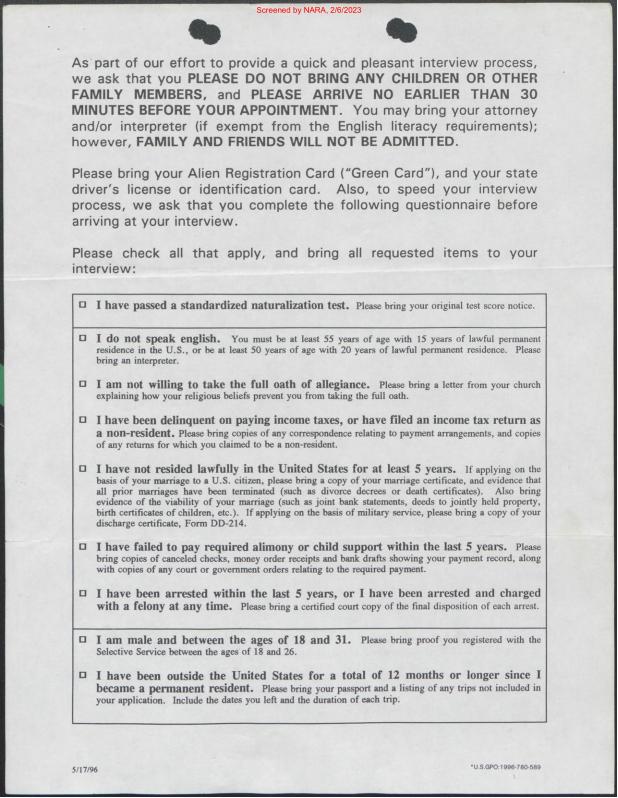 Screened by NARA, 2/6/2023
As part of our effort to provide a quick and pleasant interview process,
we ask that you PLEASE DO NOT BRING ANY CHILDREN OR OTHER
FAMILY MEMBERS, and PLEASE ARRIVE NO EARLIER THAN 30
MINUTES BEFORE YOUR APPOINTMENT. You may bring your attorney
and/or interpreter (if exempt from the English literacy requirements);
however, FAMILY AND FRIENDS WILL NOT BE ADMITTED.
Please bring your Alien Registration Card ("Green Card"), and your state
driver's license or identification card. Also, to speed your interview
process, we ask that you complete the following questionnaire before
arriving at your interview.
Please check all that apply, and bring all requested items to your
interview:
I have passed a standardized naturalization test. Please bring your original test score notice.
I do not speak english. You must be at least 55 years of age with 15 years of lawful permanent
residence in the U.S., or be at least 50 years of age with 20 years of lawful permanent residence. Please
bring an interpreter.
I am not willing to take the full oath of allegiance. Please bring a letter from your church
explaining how your religious beliefs prevent you from taking the full oath.
I have been delinquent on paying income taxes, or have filed an income tax return as
a non-resident. Please bring copies of any correspondence relating to payment arrangements, and copies
of any returns for which you claimed to be a non-resident.
I have not resided lawfully in the United States for at least 5 years. If applying on the
basis of your marriage to a U.S. citizen, please bring a copy of your marriage certificate, and evidence that
all prior marriages have been terminated (such as divorce decrees or death certificates). Also bring
evidence of the viability of your marriage (such as joint bank statements, deeds to jointly held property,
birth certificates of children, etc.). If applying on the basis of military service, please bring a copy of your
discharge certificate, Form DD-214.
I have failed to pay required alimony or child support within the last 5 years. Please
bring copies of canceled checks, money order receipts and bank drafts showing your payment record, along
with copies of any court or government orders relating to the required payment.
I have been arrested within the last 5 years, or I have been arrested and charged
with a felony at any time. Please bring a certified court copy of the final disposition of each arrest.
I am male and between the ages of 18 and 31. Please bring proof you registered with the
Selective Service between the ages of 18 and 26.
I have been outside the United States for a total of 12 months or longer since I
became a permanent resident. Please bring your passport and a listing of any trips not included in
your application. Include the dates you left and the duration of each trip.
5/17/96
*U.S.GPO:1996-780-589